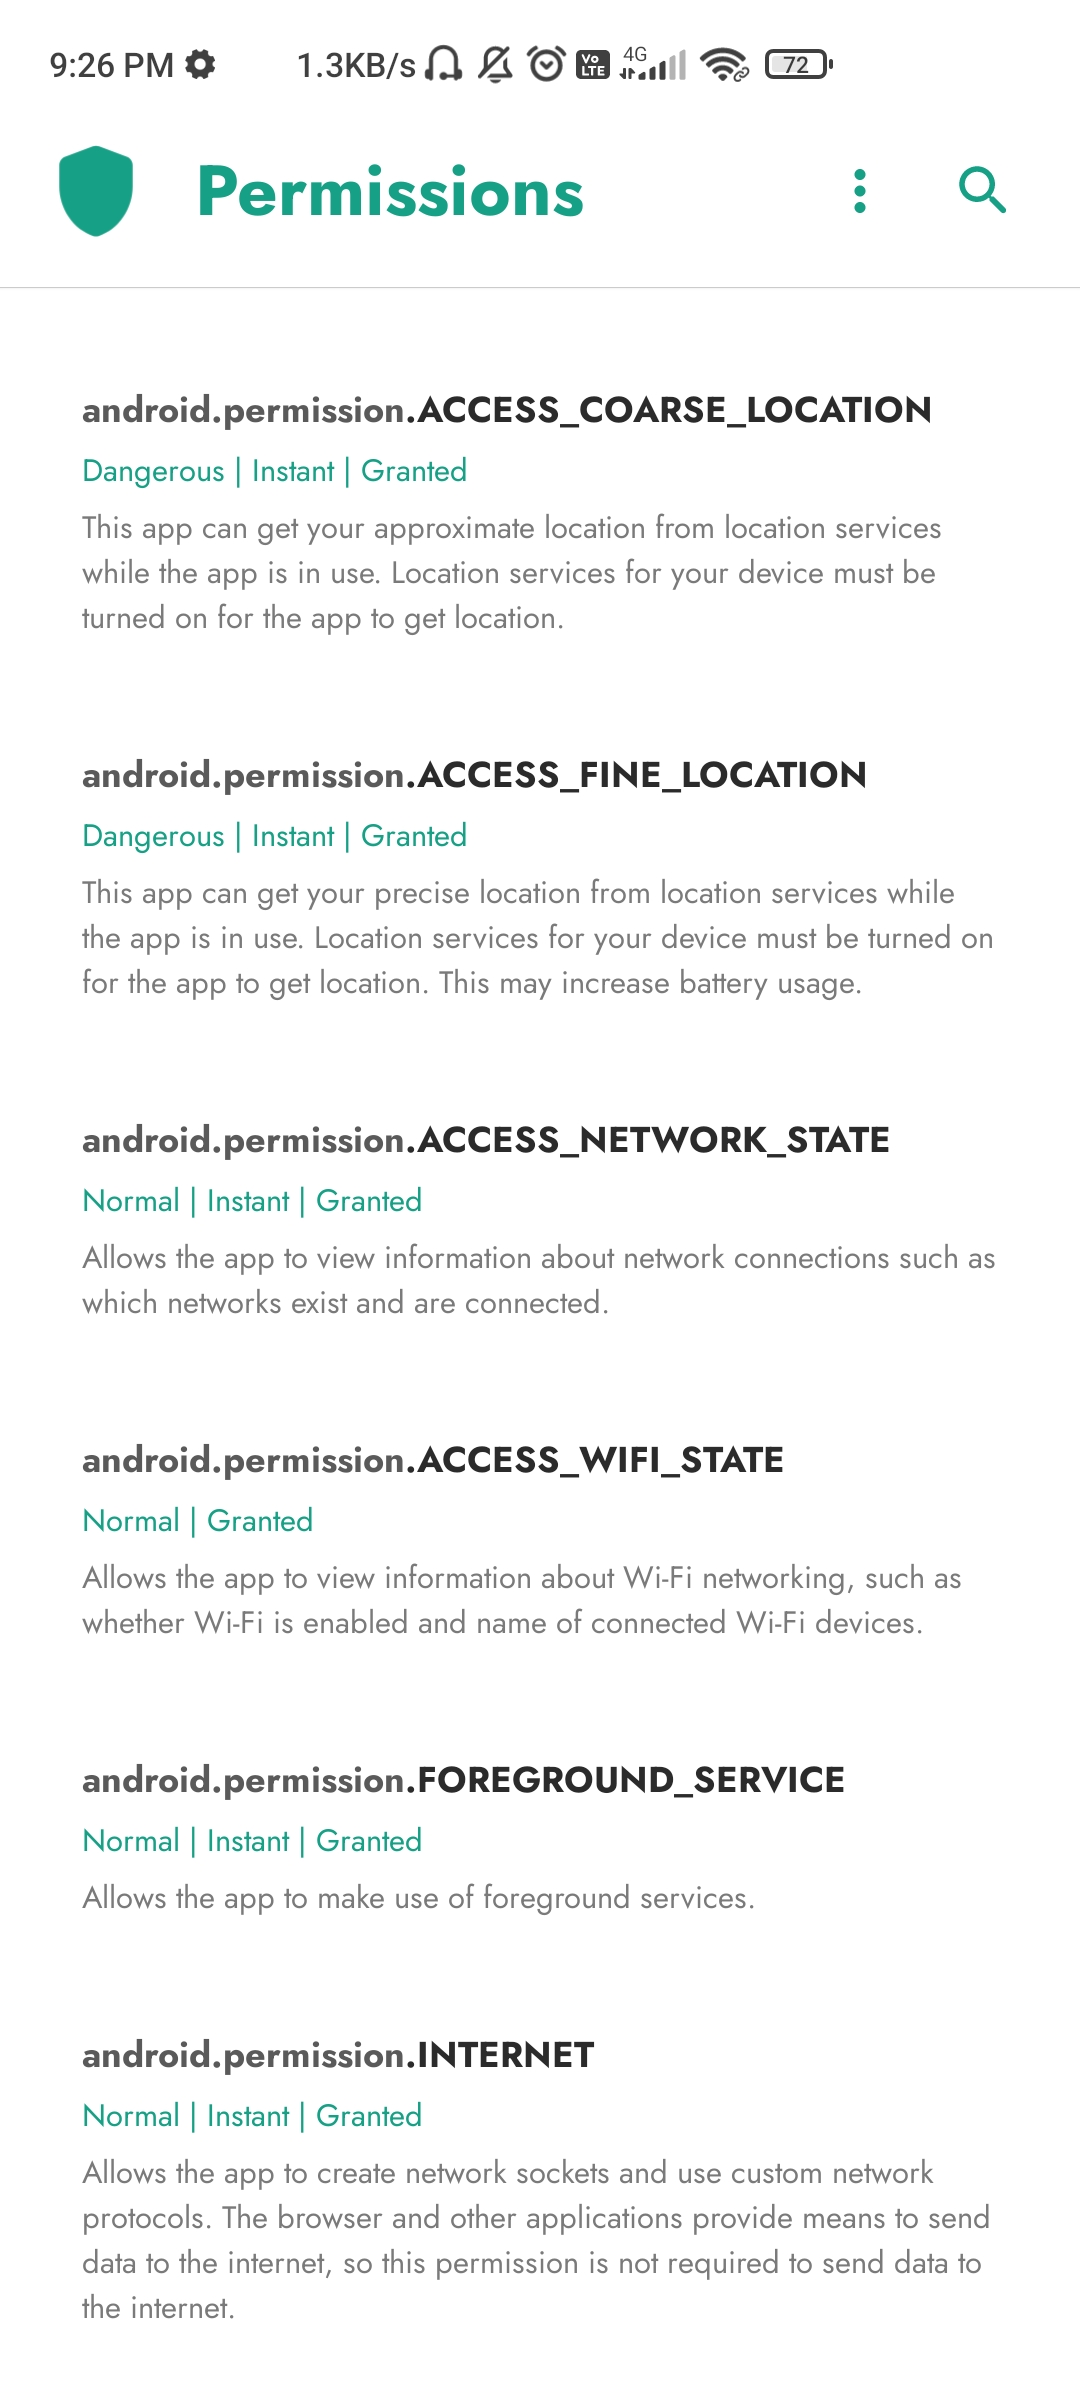 9:26 PM 1.3KB/s Vo LTE 4G 72
Permissions
android.permission.ACCESS_COARSE_LOCATION
Dangerous | Instant | Granted
This app can get your approximate location from location services
while the app is in use. Location services for your device must be
turned on for the app to get location.
android.permission.ACCESS_FINE_LOCATION
Dangerous | Instant | Granted
This app can get your precise location from location services while
the app is in use. Location services for your device must be turned on
for the app to get location. This may increase battery usage.
android.permission.ACCESS_NETWORK_STATE
Normal | Instant | Granted
Allows the app to view information about network connections such as
which networks exist and are connected.
android.permission.ACCESS_WIFI_STATE
Normal | Granted
Allows the app to view information about Wi-Fi networking, such as
whether Wi-Fi is enabled and name of connected Wi-Fi devices.
android.permission.FOREGROUND_SERVICE
Normal | Instant | Granted
Allows the app to make use of foreground services.
android.permission.INTERNET
Normal | Instant | Granted
Allows the app to create network sockets and use custom network
protocols. The browser and other applications provide means to send
data to the internet, so this permission is not required to send data to
the internet.